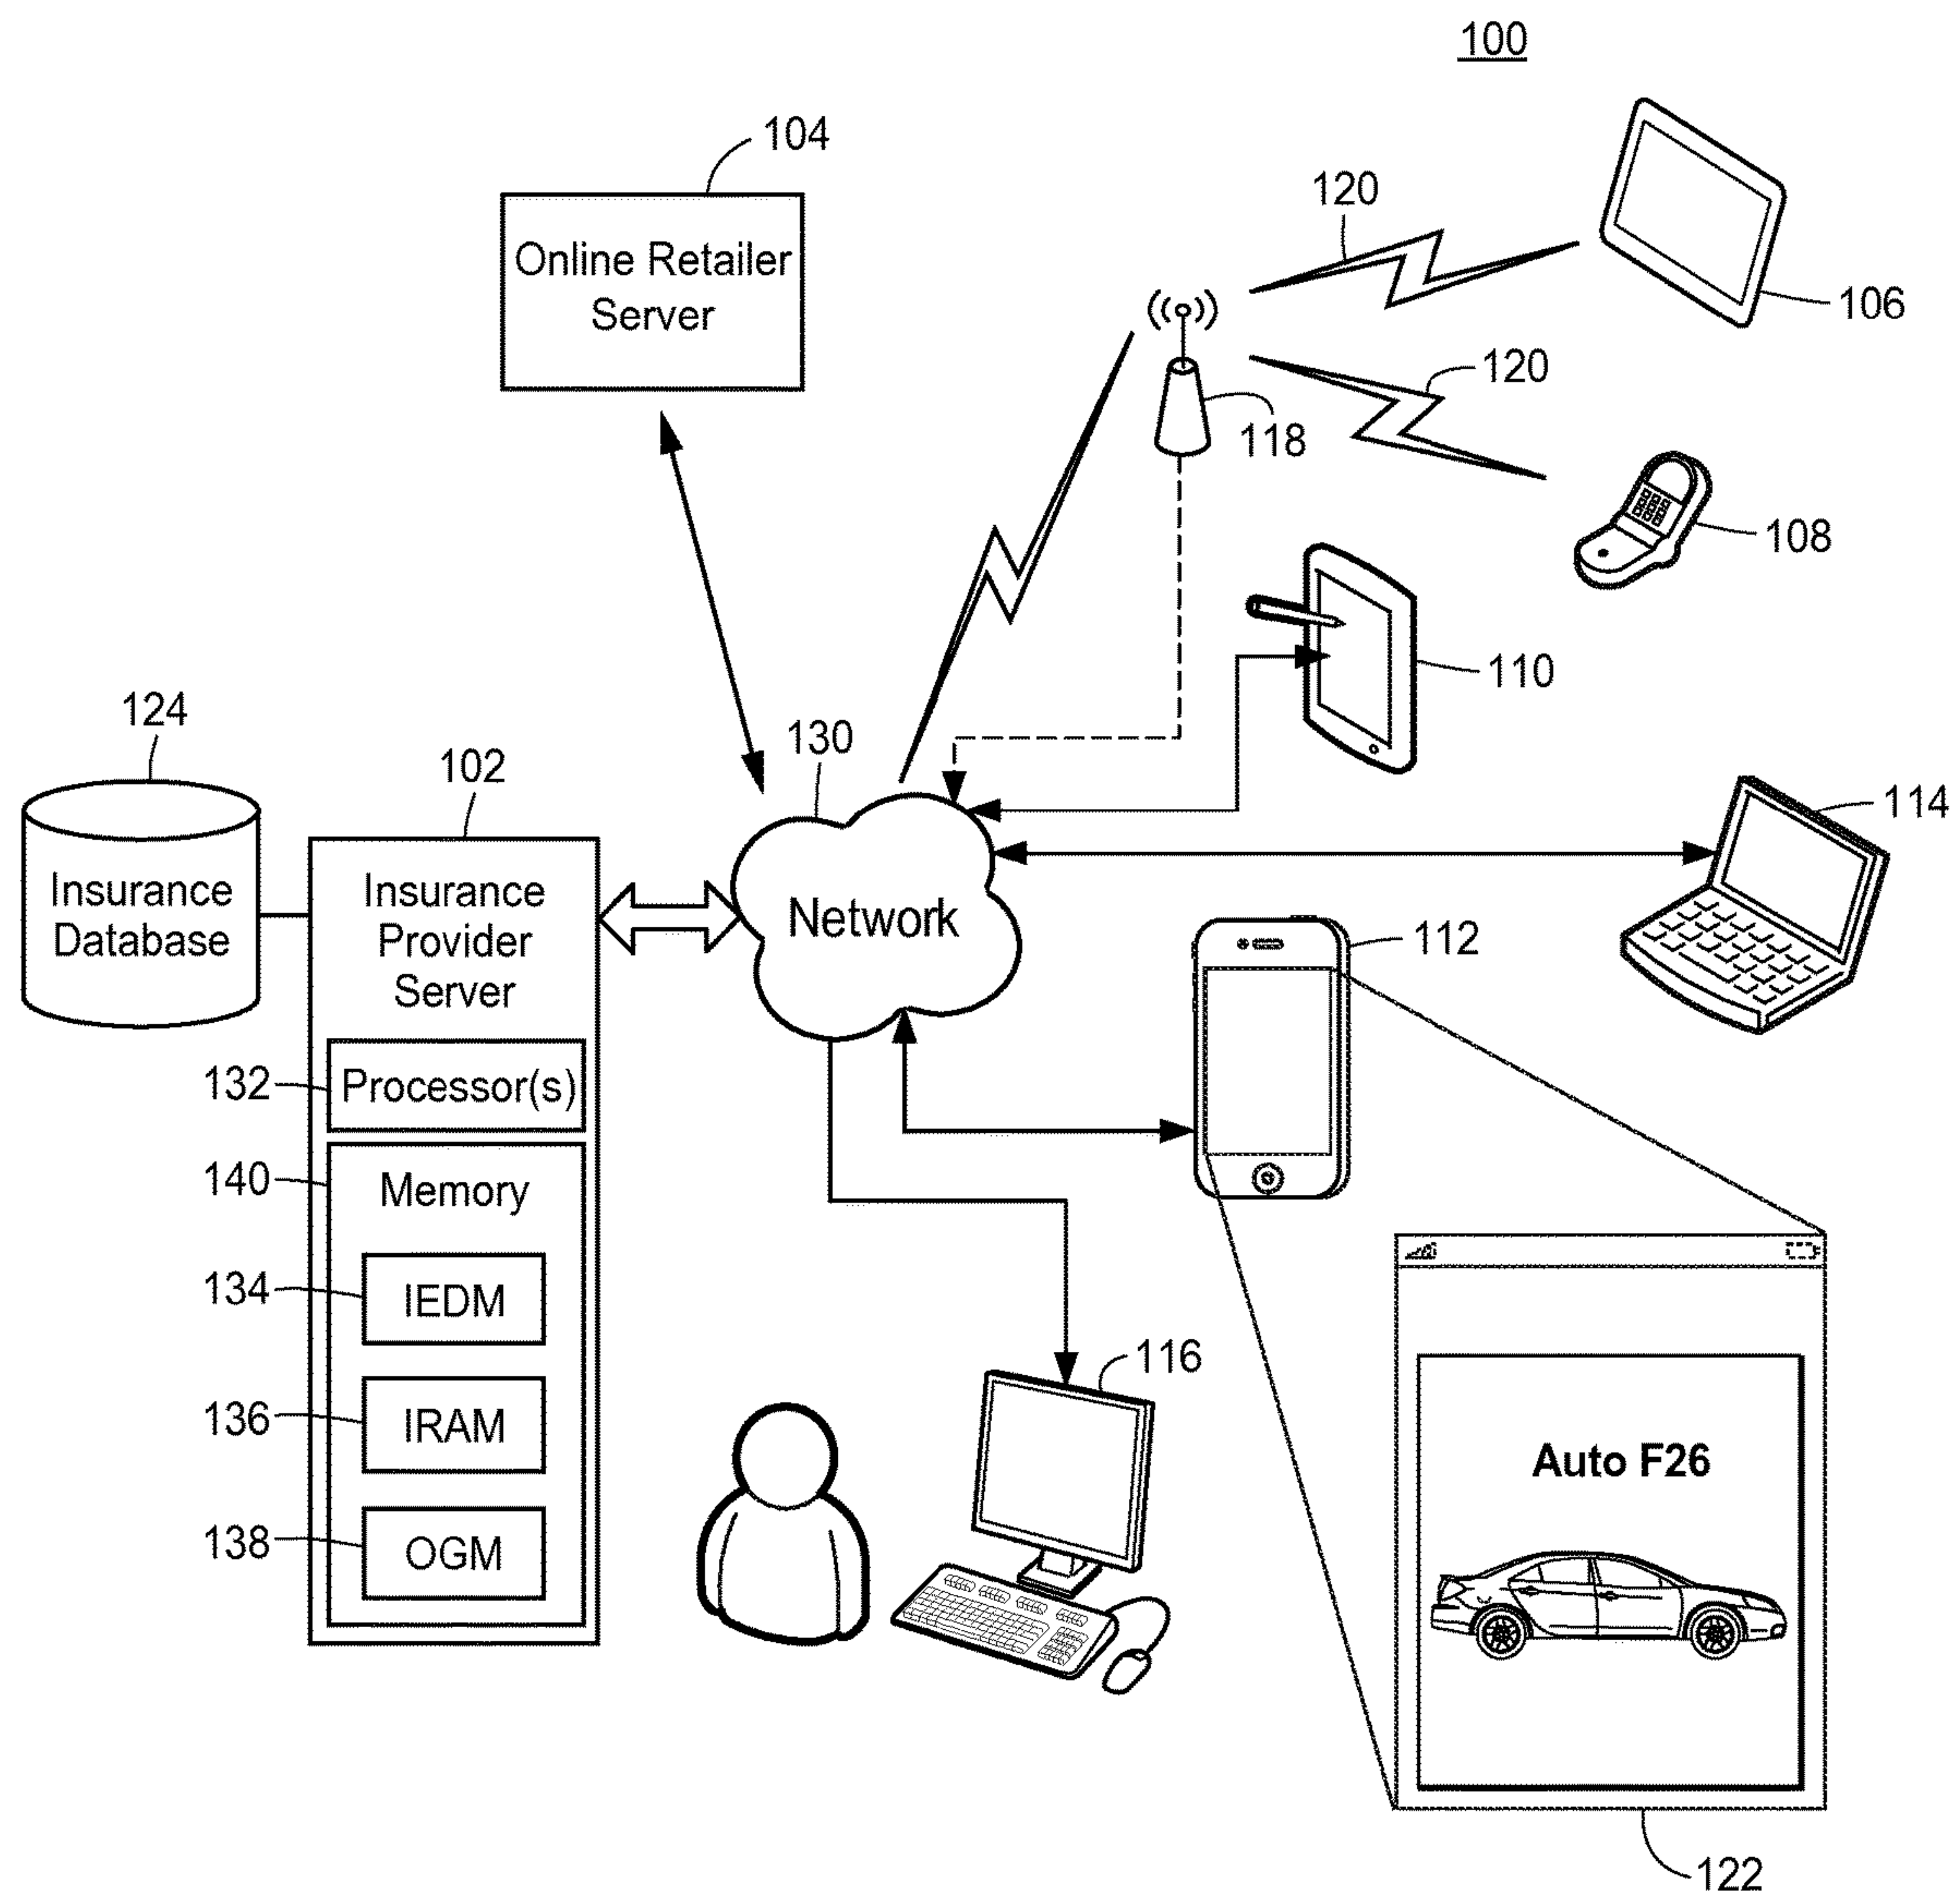 100
104
Online Retailer
Server
120
106
120
118
108
110
124
130
102
114
Insurance
Database
Insurance
Provider
Server
Network
112
132
Processor(s)
140
Memory
134
IEDM
116
136
IRAM
Auto F26
138
OGM
122